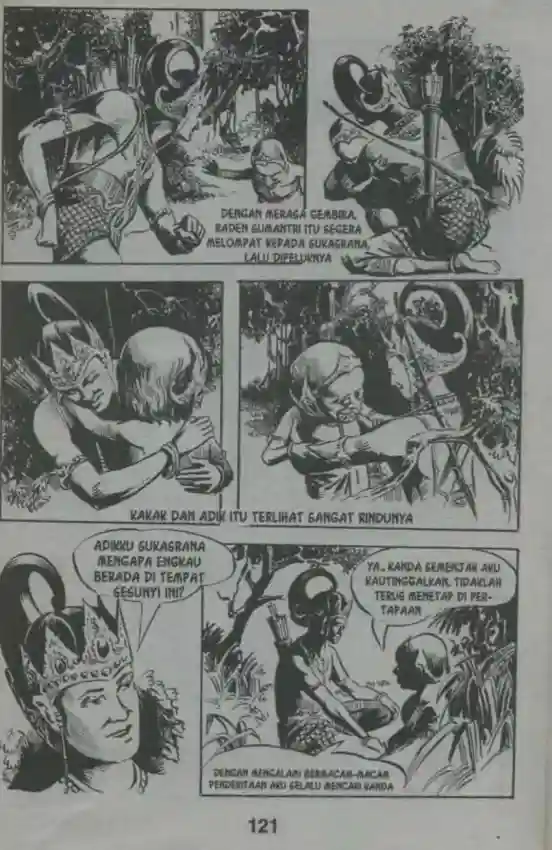 DENGAN MERASA GEMBIRA,
RADEN SUMANTRI ITU SEGERA
MELOMPAT KEPADA SUKASRANA,
LALU DIPELUKNYA
KAKAK DAN ADIK ITU TERLIHAT SANGAT RINDUNYA
ADIKKU SUKASRANA
MENGAPA ENGKAU
BERADA DI TEMPAT
SESUNYI INI?
YA.. KANDA SEMENJAH AKU
KAUTINGGALKAN, TIDAKLAH
TERUS MENETAP DI PER-
TAPAAN
DENGAN MENGALAMI BERMACAM-MACAM
PENDERITAAN AKU SELALU MENCARI KANDA
121